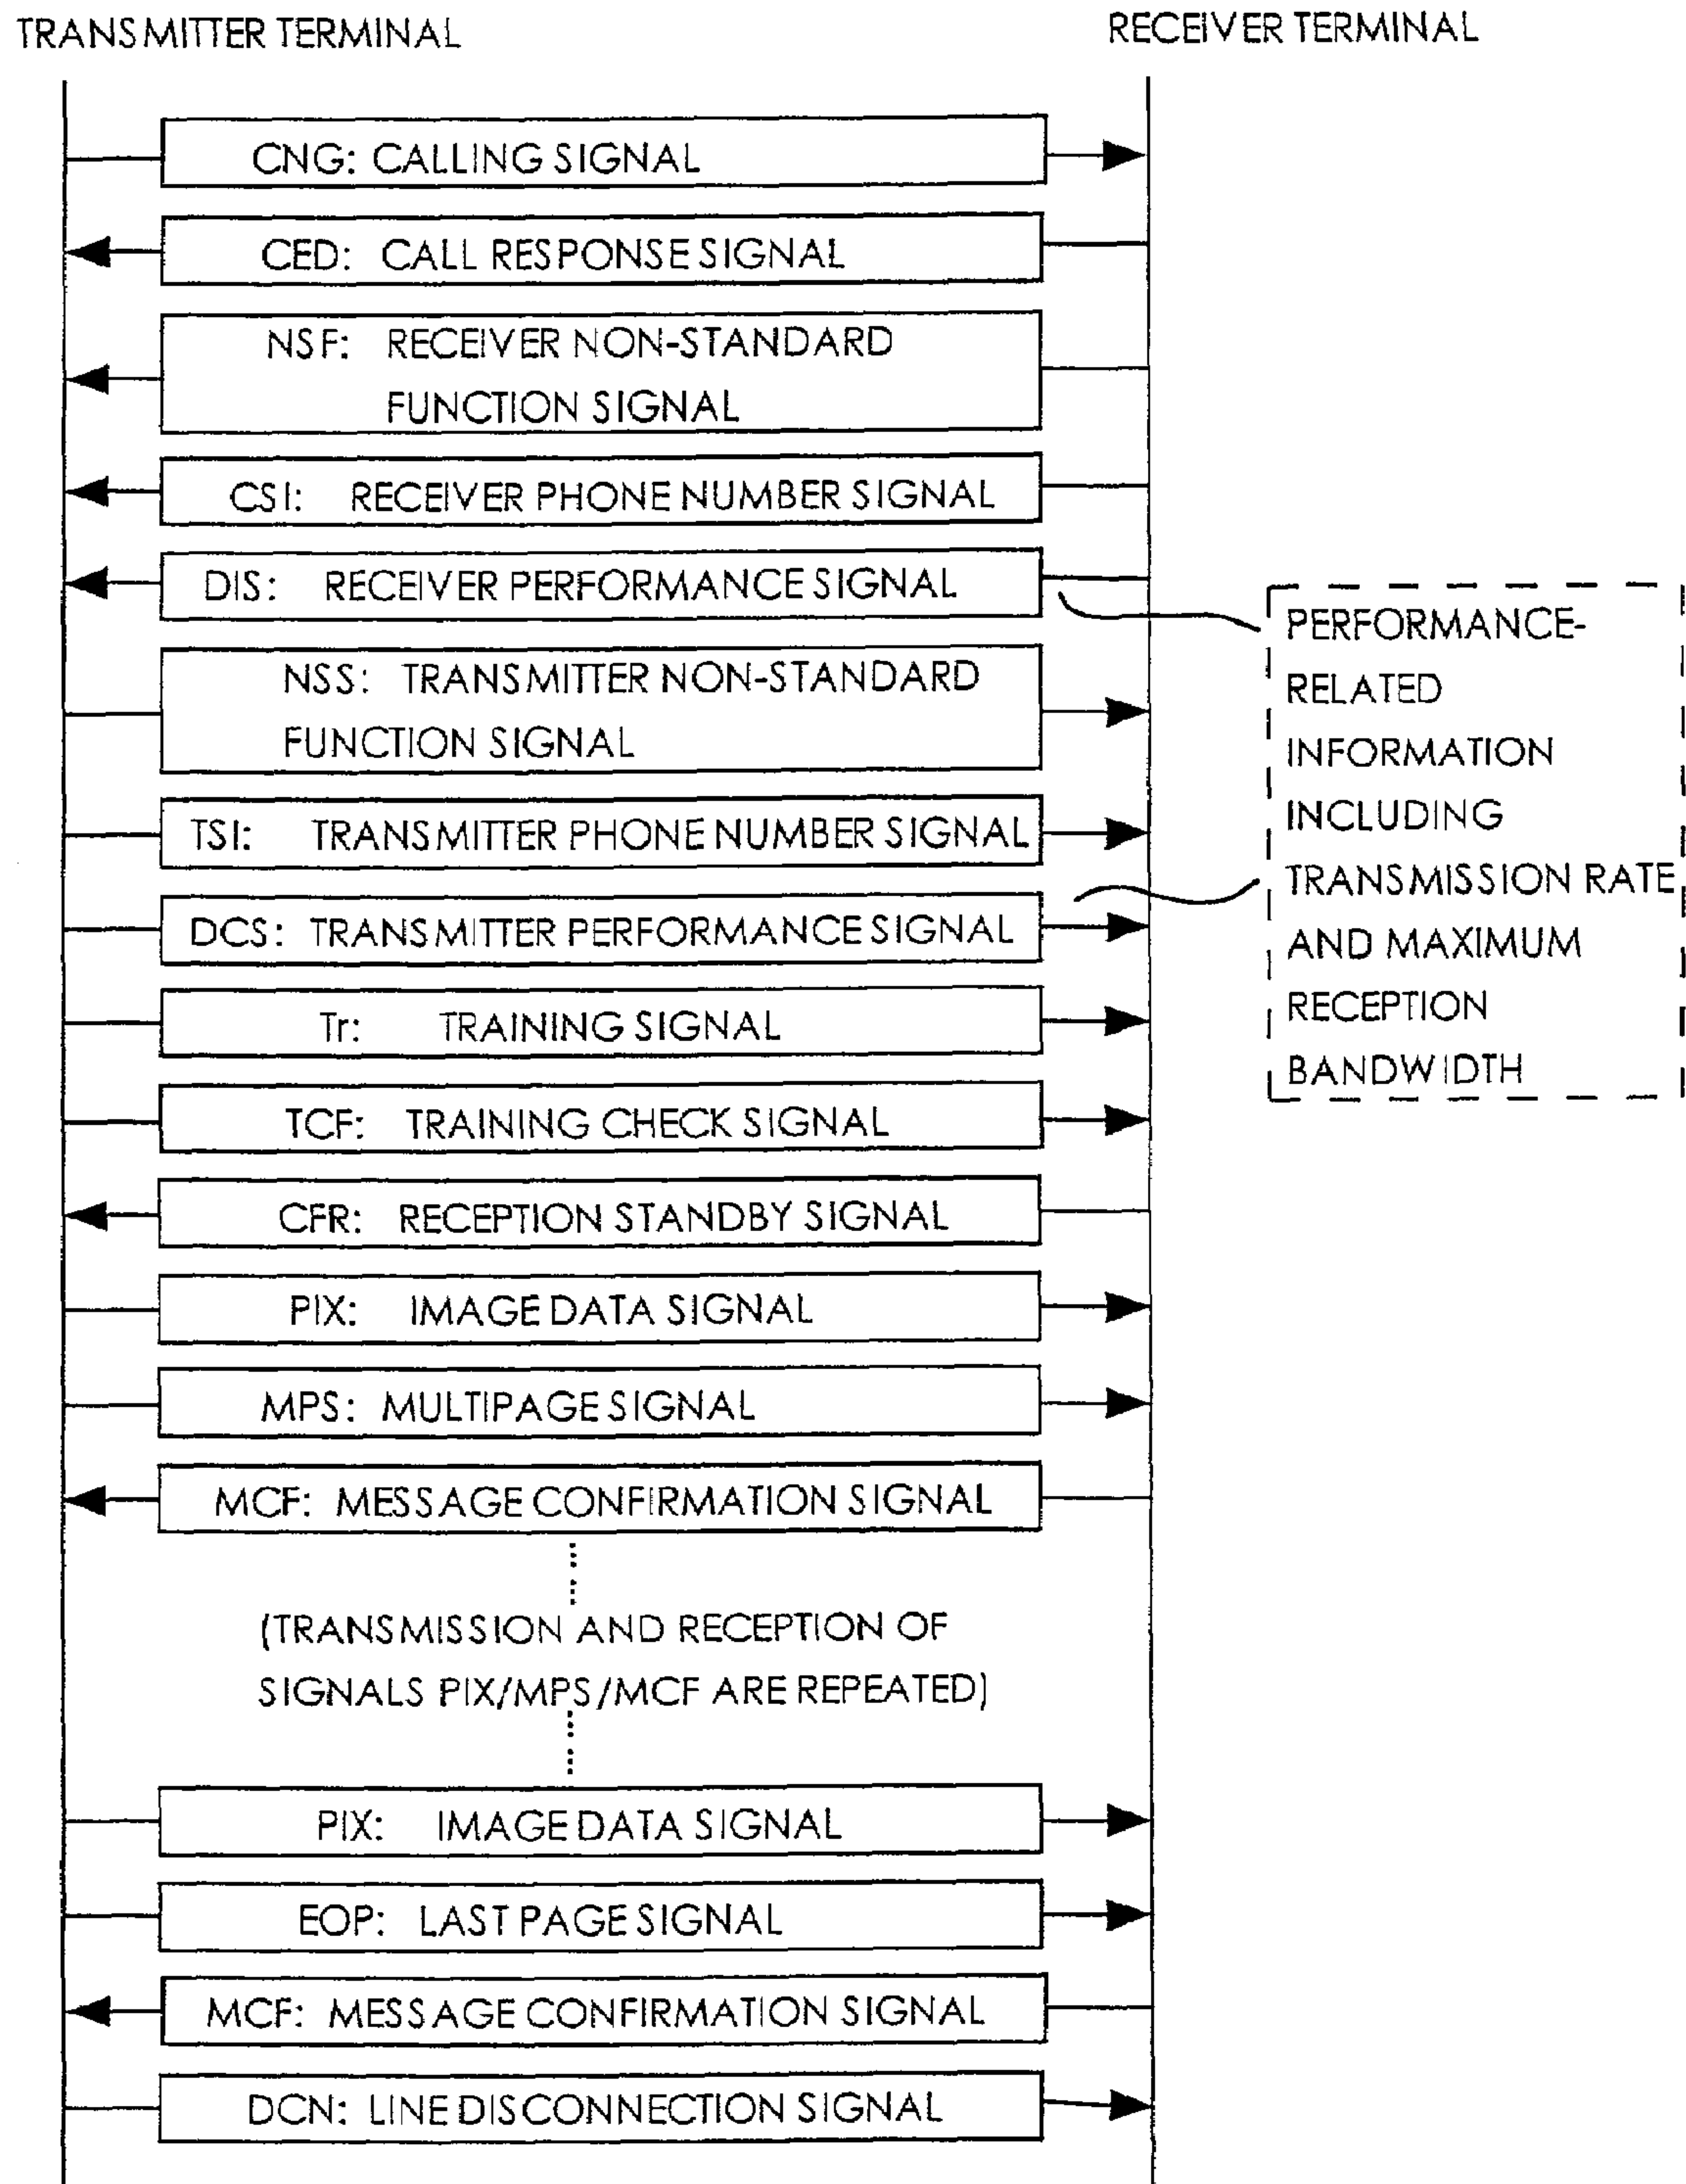 TRANSMITTER TERMINAL
RECEIVER TERMINAL
CNG: CALLING SIGNAL
CED: CALL RESPONSE SIGNAL
NSF: RECEIVER NON-STANDARD
FUNCTION SIGNAL
CSI: RECEIVER PHONE NUMBER SIGNAL
DIS: RECEIVER PERFORMANCE SIGNAL
NSS: TRANSMITTER NON-STANDARD
FUNCTION SIGNAL
TSI: TRANSMITTER PHONE NUMBER SIGNAL
DCS: TRANSMITTER PERFORMANCE SIGNAL
PERFORMANCE-
RELATED
INFORMATION
INCLUDING
TRANSMISSION RATE
AND MAXIMUM
RECEPTION
BANDWIDTH
Tr: TRAINING SIGNAL
TCF: TRAINING CHECK SIGNAL
CFR: RECEPTION STANDBY SIGNAL
PIX: IMAGE DATA SIGNAL
MPS: MULTIPAGE SIGNAL
MCF: MESSAGE CONFIRMATION SIGNAL
(TRANSMISSION AND RECEPTION OF
SIGNALS PIX/MPS/MCF ARE REPEATED)
PIX: IMAGE DATA SIGNAL
EOP: LAST PAGE SIGNAL
MCF: MESSAGE CONFIRMATION SIGNAL
DCN: LINE DISCONNECTION SIGNAL